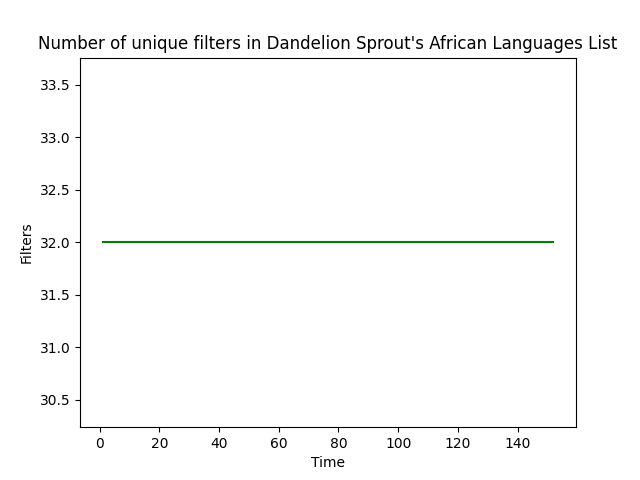 Number of unique filters in Dandelion Sprout's African Languages List
33.5
33.0
32.5
32.0
31.5
31.0
30.5
Filters
0 20 40 60 80 100 120 140
Time